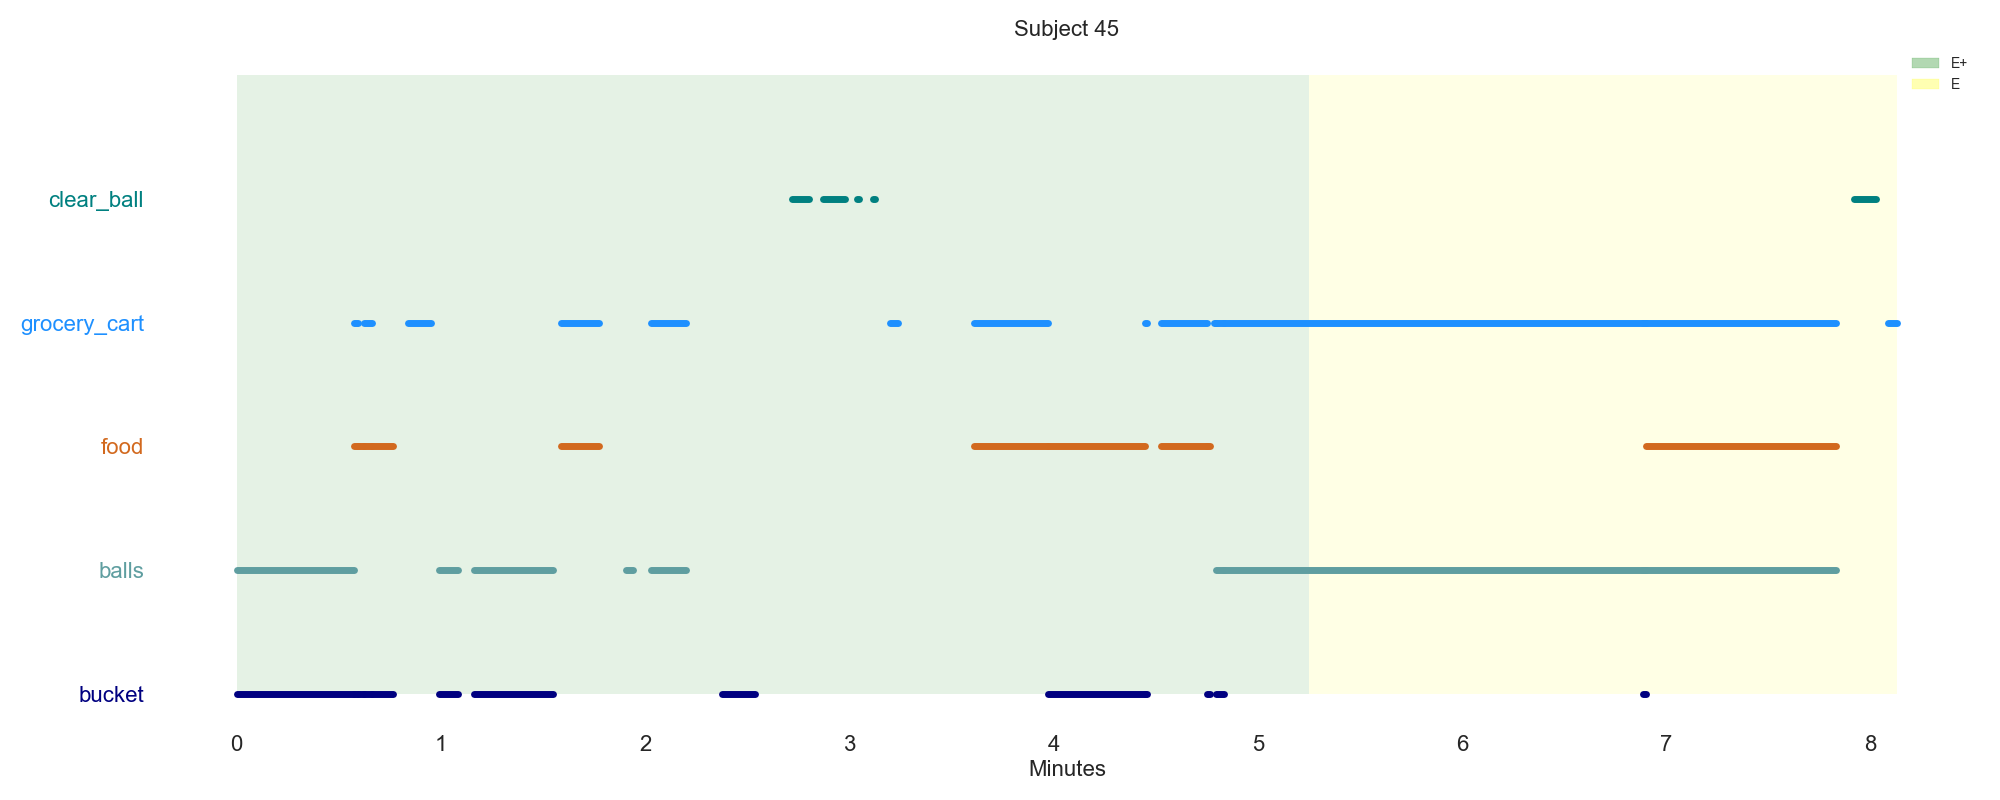 Subject 45
E+
E
clear_ball
grocery_cart
food
balls
bucket
0 1 2 3 4 5 6 7 8
Minutes